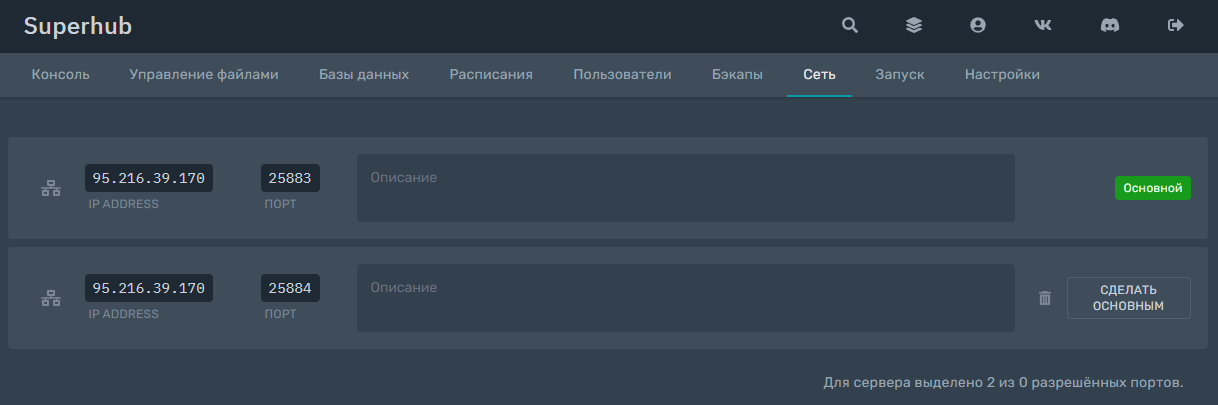 Superhub
Консоль Управление файлами Базы данных Расписания Пользователи Бэкапы Сеть Запуск Настройки
95.216.39.170 25883 Описание Основной
IP ADDRESS ПОРТ
95.216.39.170 25884 Описание СДЕЛАТЬ
ОСНОВНЫМ
IP ADDRESS ПОРТ
Для сервера выделено 2 из 0 разрешённых портов.